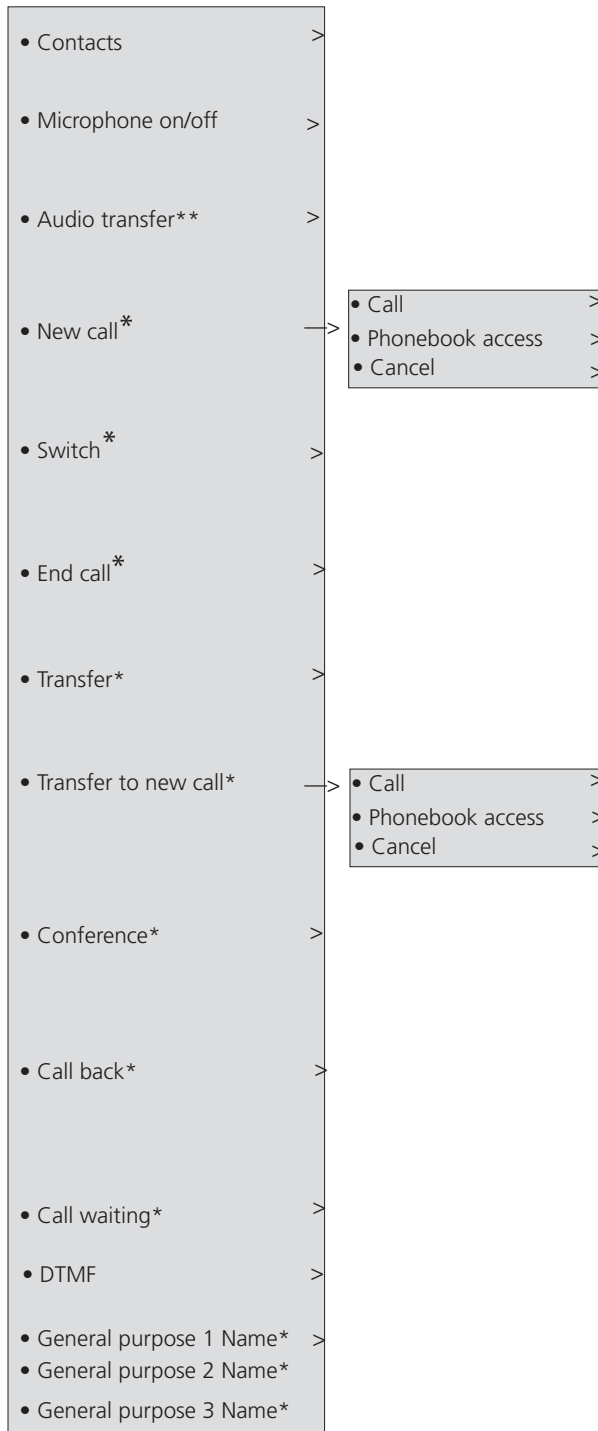 • Contacts >
• Microphone on/off >
• Audio transfer** >
• New call* —>
• Call >
• Phonebook access >
• Cancel >
• Switch* >
• End call* >
• Transfer* >
• Transfer to new call* —>
• Call >
• Phonebook access >
• Cancel >
• Conference* >
• Call back* >
• Call waiting* >
• DTMF >
• General purpose 1 Name* >
• General purpose 2 Name*
• General purpose 3 Name*